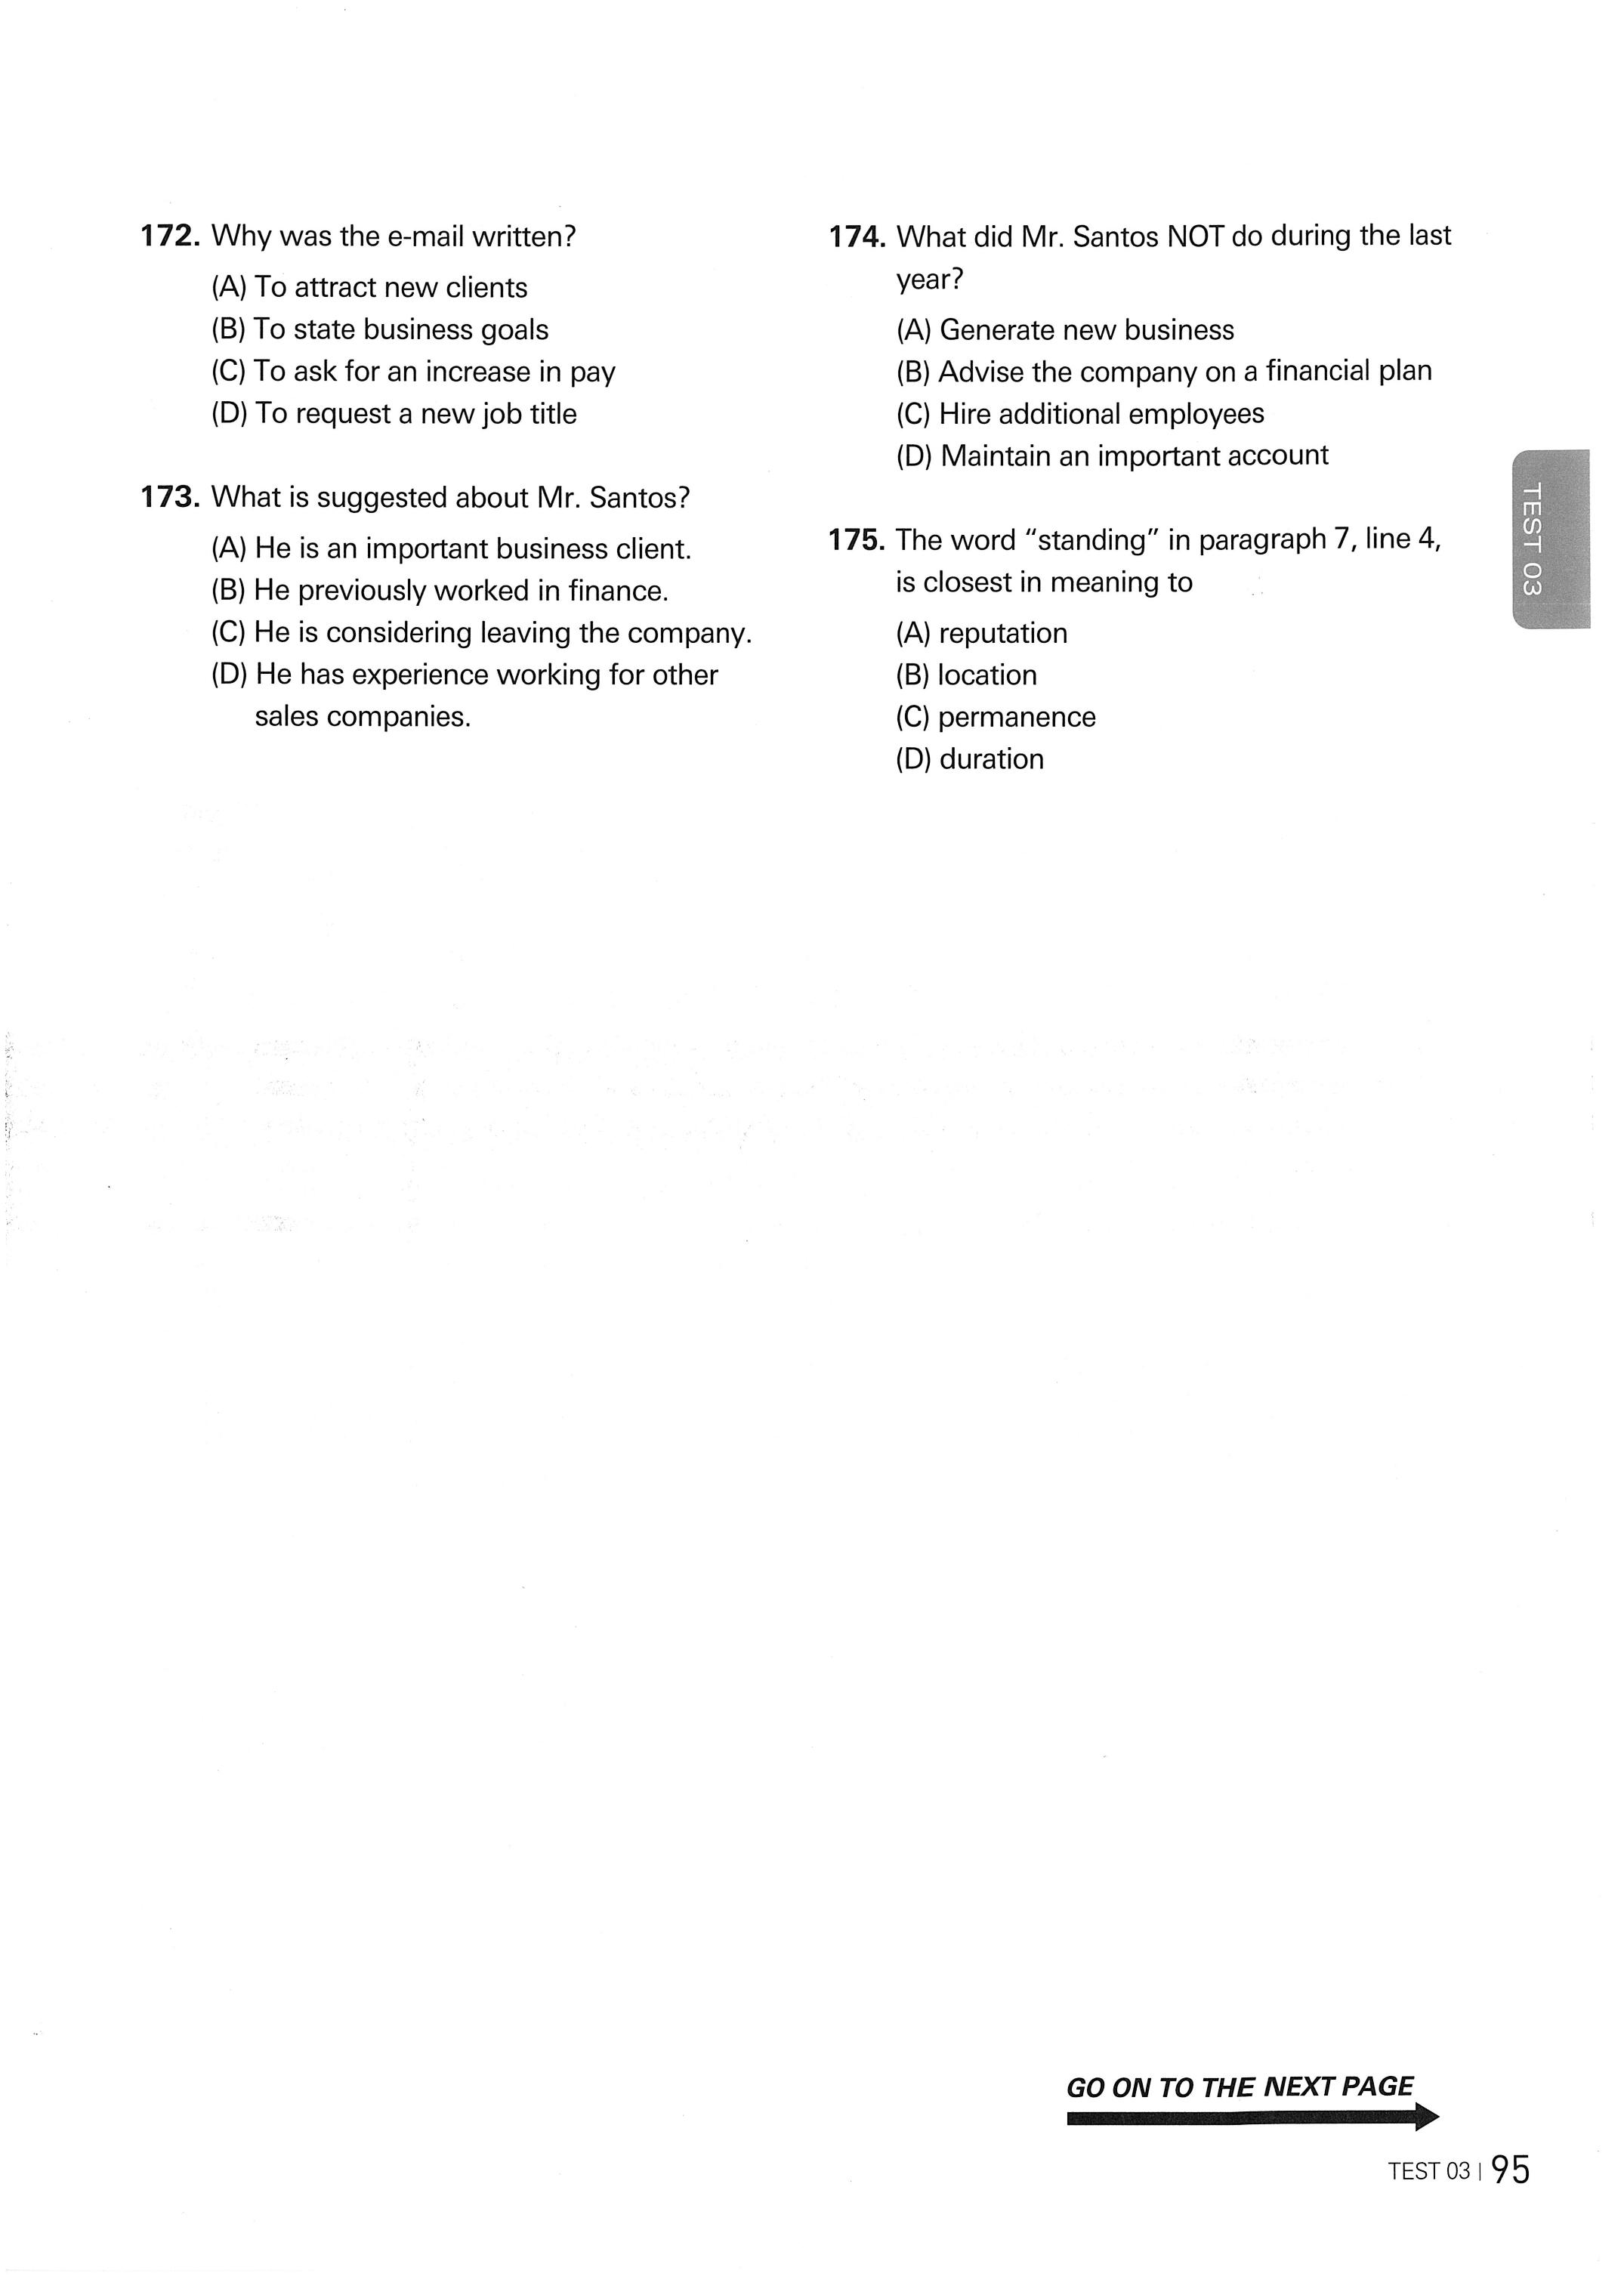 172. Why was the e-mail written?
(A) To attract new clients
(B) To state business goals
(C) To ask for an increase in pay
(D) To request a new job title
173. What is suggested about Mr. Santos?
(A) He is an important business client.
(B) He previously worked in finance.
(C) He is considering leaving the company.
(D) He has experience working for other
sales companies.
174. What did Mr. Santos NOT do during the last
year?
(A) Generate new business
(B) Advise the company on a financial plan
(C) Hire additional employees
(D) Maintain an important account
175. The word “standing” in paragraph 7, line 4,
is closest in meaning to
(A) reputation
(B) location
(C) permanence
(D) duration
TEST 03
GO ON TO THE NEXT PAGE
TEST 03 | 95